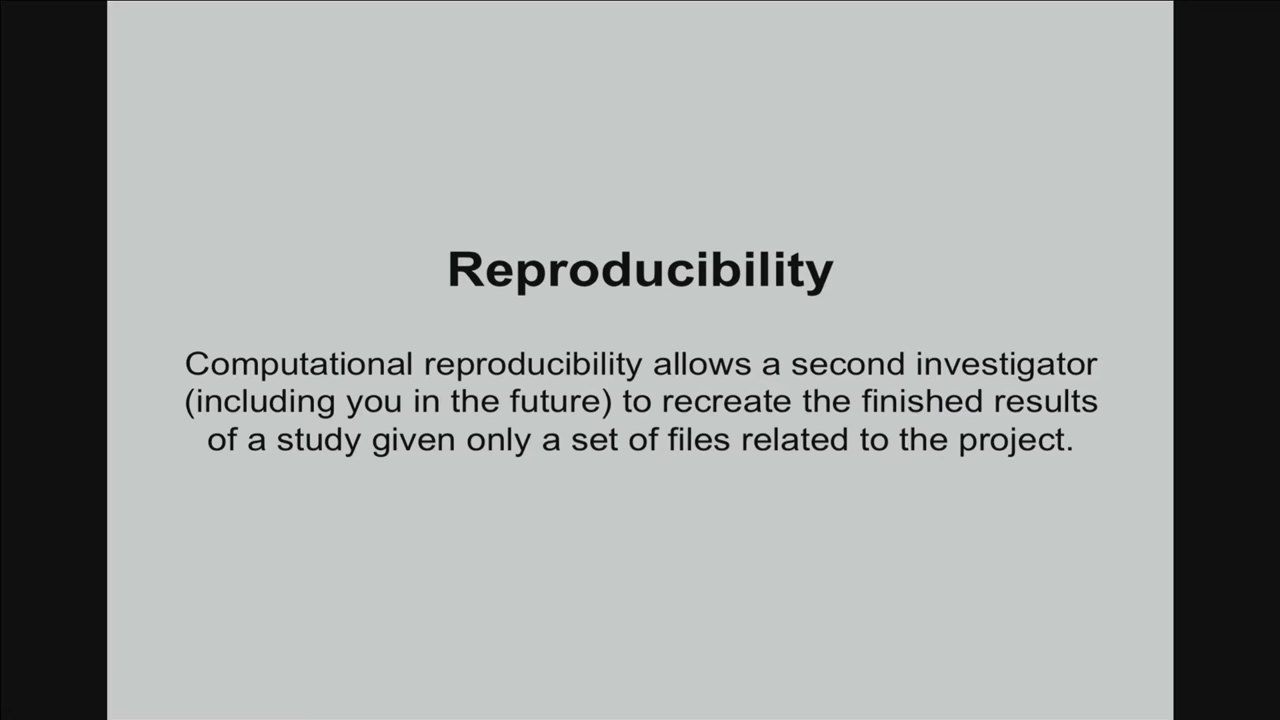 Reproducibility
Computational reproducibility allows a second investigator
(including you in the future) to recreate the finished results
of a study given only a set of files related to the project.